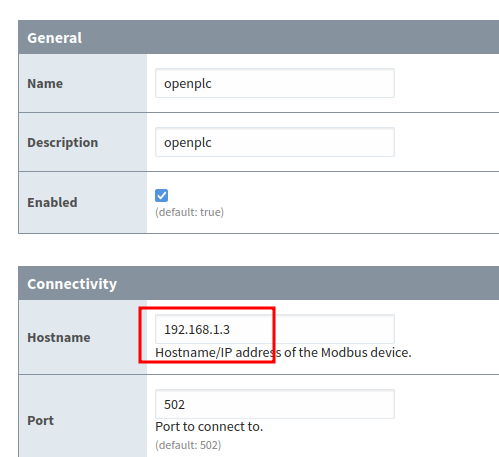 General
Name openplc
Description openplc
Enabled
(default: true)
Connectivity
Hostname 192.168.1.3
Hostname/IP address of the Modbus device.
Port 502
Port to connect to.
(default: 502)